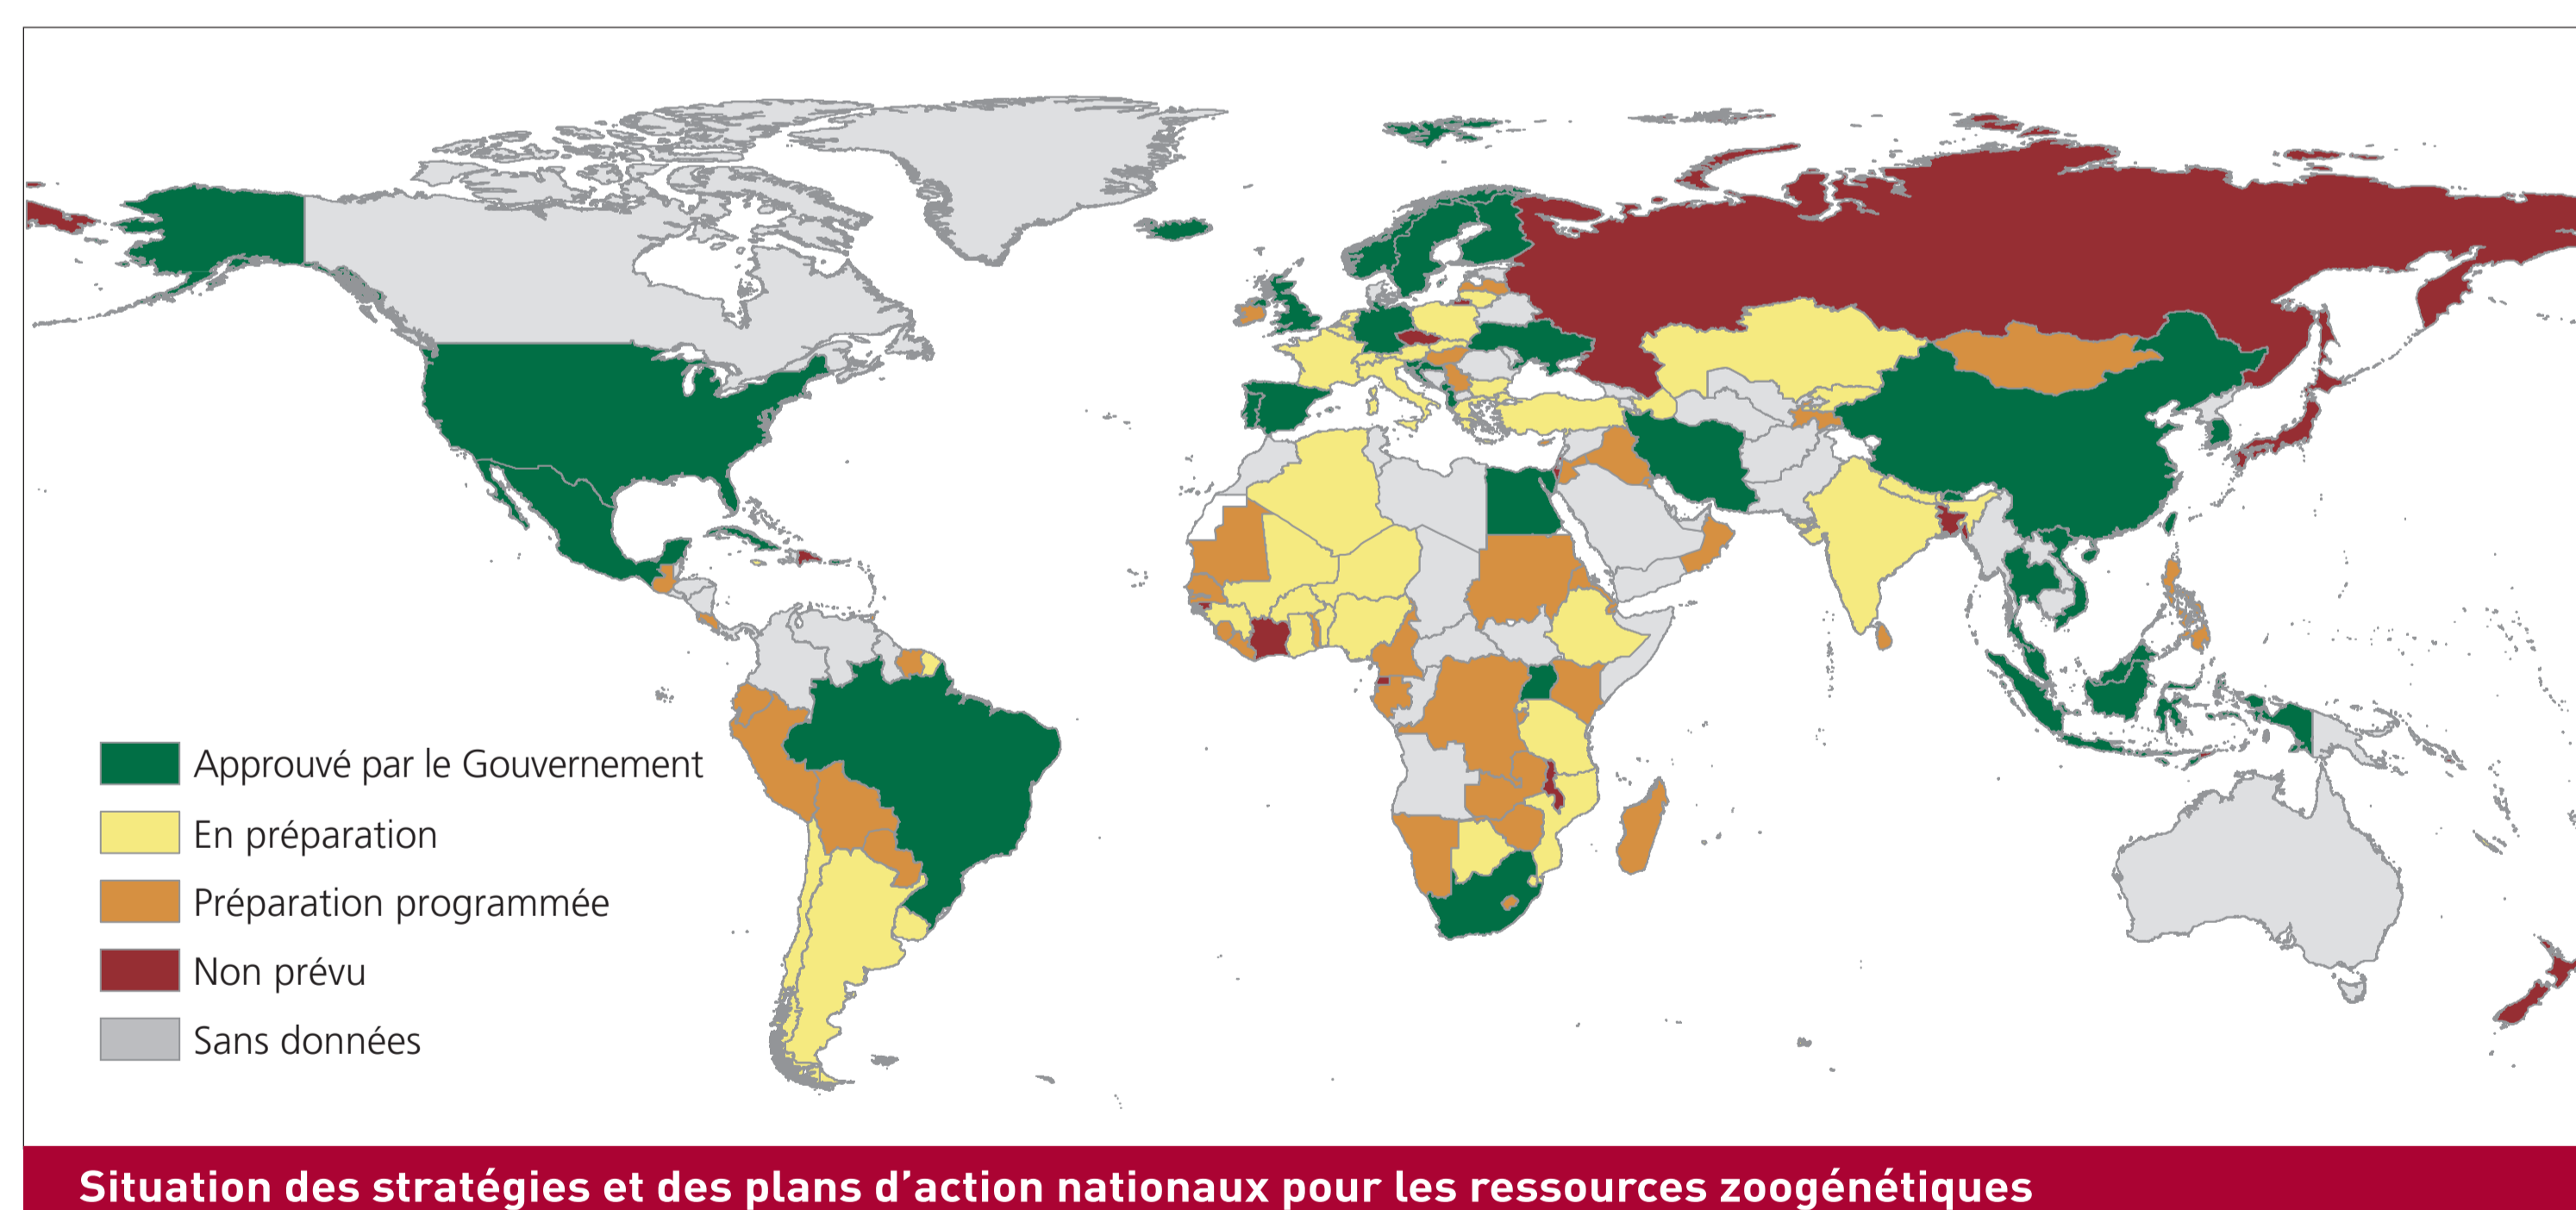 Approuvé par le Gouvernement
En préparation
Préparation programmée
Non prévu
Sans données
Situation des stratégies et des plans d’action nationaux pour les ressources zoogénétiques